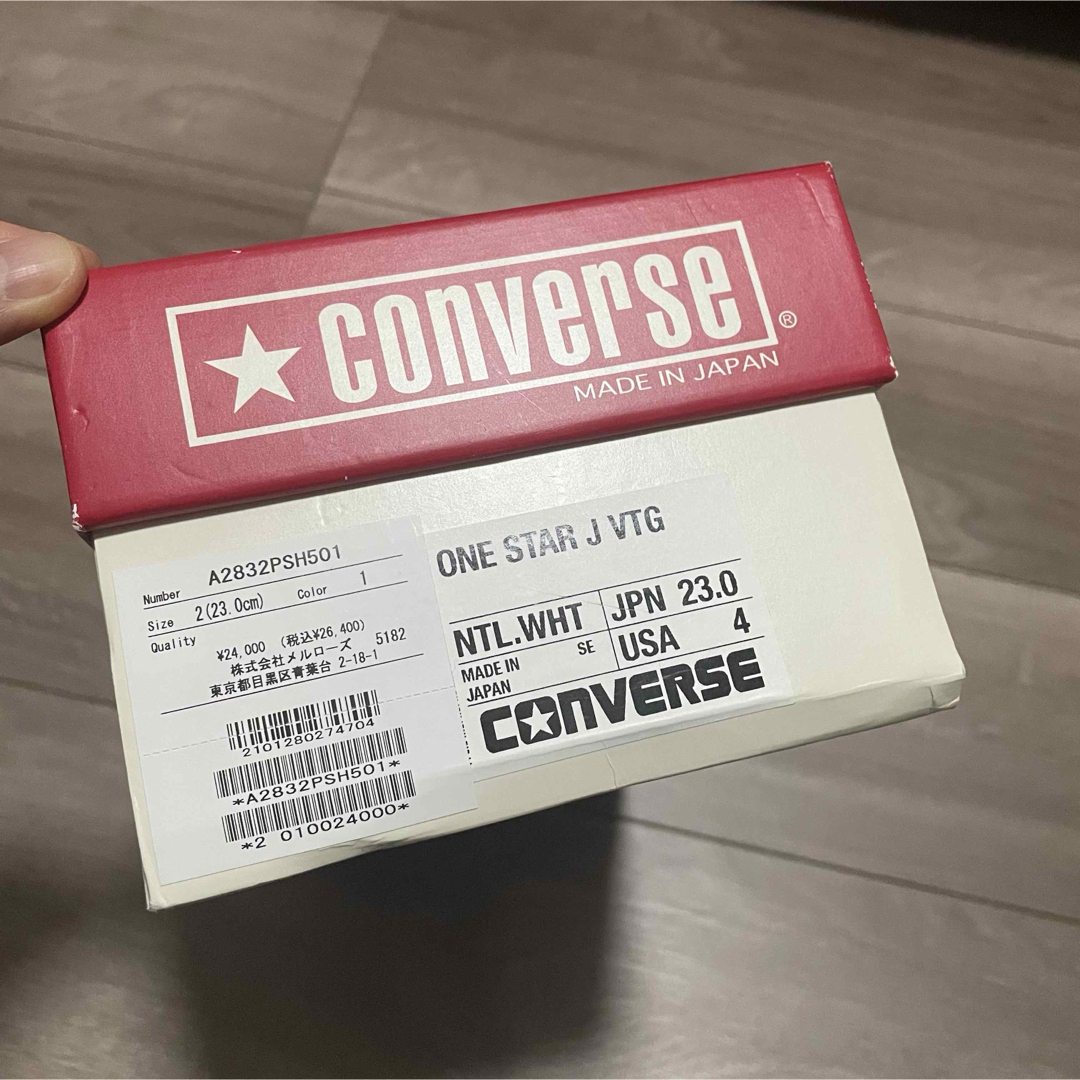 CONVERSE ®
MADE IN JAPAN
Number A2832PSH501
Size 2(23.0cm) Color 1
Quality
¥24,000 (税込¥26,400)
株式会社メルローズ 5182
東京都目黒区青葉台 2-18-1
2101280274704
*A2832PSH501*
*2 010024000*
ONE STAR J VTG
NTL.WHT JPN 23.0
MADE IN JAPAN SE USA 4
CONVERSE